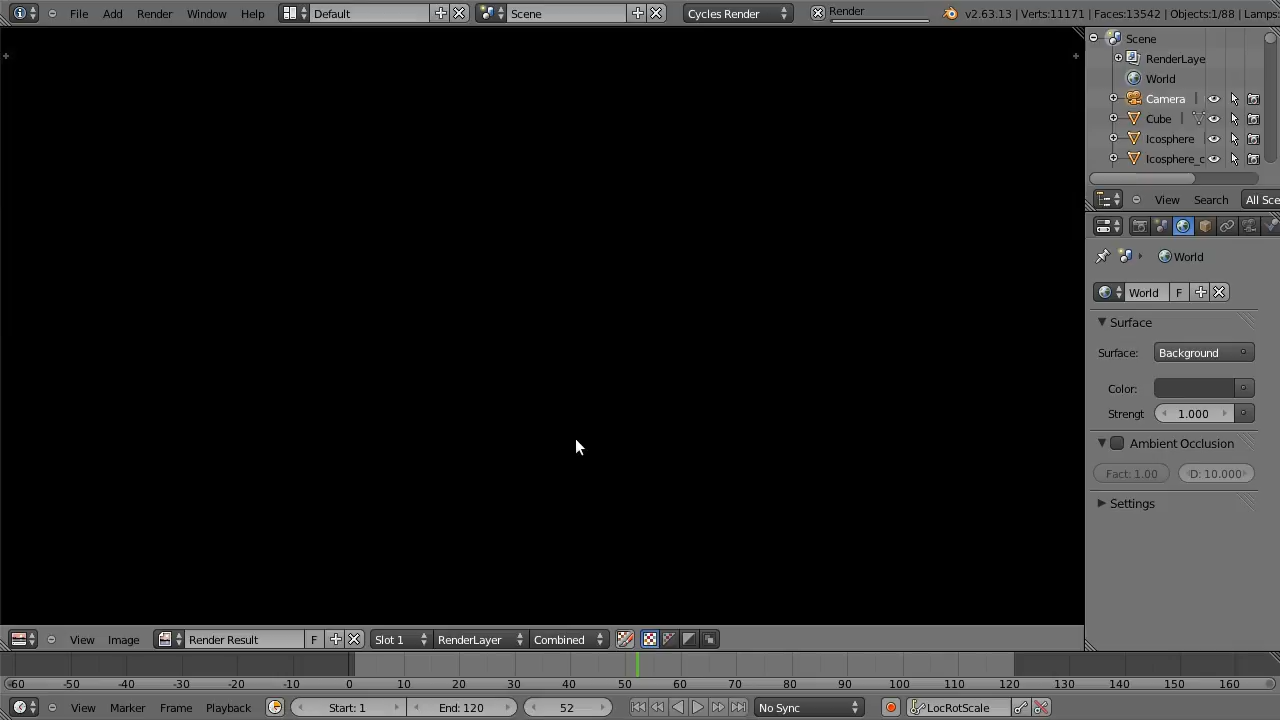 File Add Render Window Help Default Scene Cycles Render Render v2.63.13 | Verts:11171 | Faces:13542 | Objects:1/88 | Lamps:
Scene
RenderLaye
World
Camera
Cube
Icosphere
Icosphere_c
View Search All Sce
World
World F
Surface
Surface: Background
Color:
Strengt 1.000
Ambient Occlusion
Fact: 1.00 D: 10.000
Settings
View Image Render Result F Slot 1 RenderLayer Combined
-60 -50 -40 -30 -20 -10 0 10 20 30 40 50 60 70 80 90 100 110 120 130 140 150 160
View Marker Frame Playback Start: 1 End: 120 52 No Sync LocRotScale